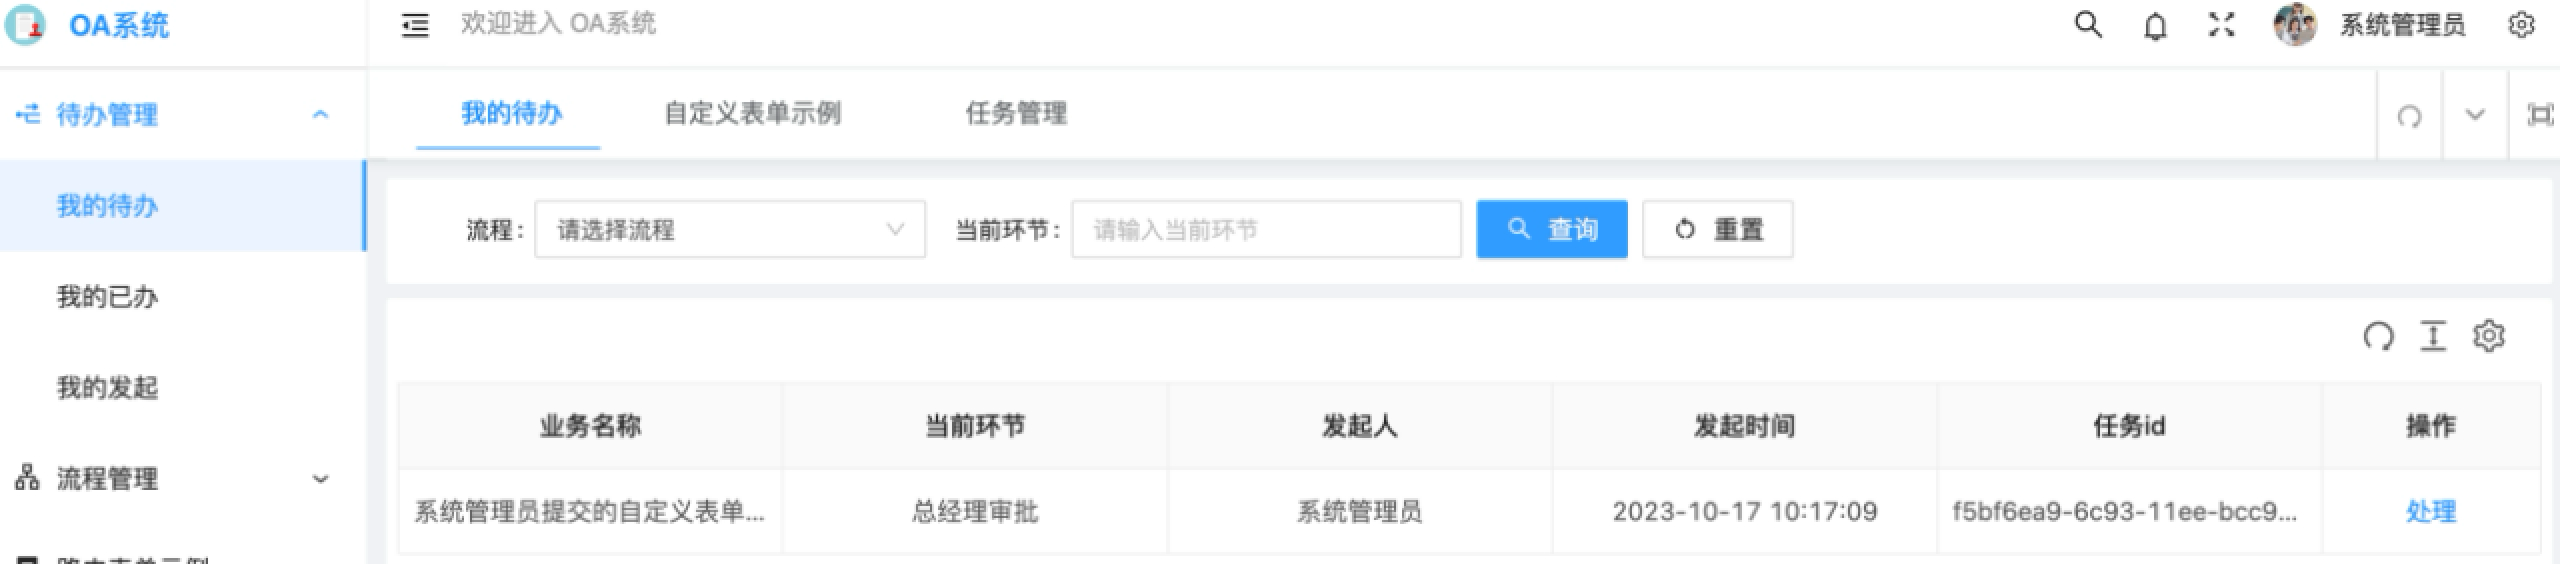 OA系统
欢迎进入 OA系统
系统管理员
待办管理
我的待办
自定义表单示例
任务管理
我的待办
我的已办
我的发起
流程管理
流程:
请选择流程
当前环节:
请输入当前环节
查询
重置
业务名称 当前环节 发起人 发起时间 任务id 操作
系统管理员提交的自定义表单... 总经理审批 系统管理员 2023-10-17 10:17:09 f5bf6ea9-6c93-11ee-bcc9... 处理